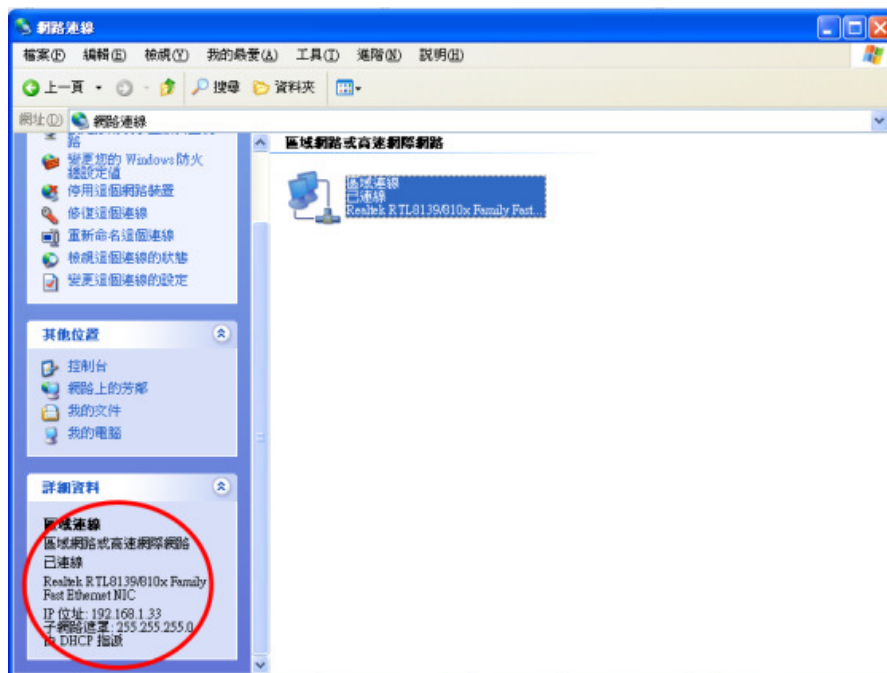 網路連線
檔案(F) 編輯(E) 檢視(V) 我的最愛(A) 工具(T) 進階(N) 說明(H)
上一頁 搜尋 資料夾
網址(D) 網路連線
路
變更您的 Windows 防火
牆設定值
停用這個網路裝置
修復這個連線
重新命名這個連線
檢視這個連線的狀態
變更這個連線的設定
其他位置
控制台
網路上的芳鄰
我的文件
我的電腦
詳細資料
區域連線
區域網路或高速網際網路
已連線
Realtek RTL8139/810x Family
Fast Ethernet NIC
IP 位址: 192.168.1.33
子網路遮罩: 255.255.255.0
由 DHCP 指派
區域網路或高速網際網路
區域連線
已連線
Realtek RTL8139/810x Family Fast...